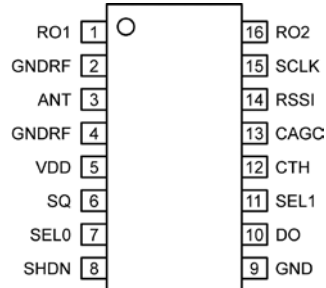 RO1 1 16 RO2
GNDRF 2 15 SCLK
ANT 3 14 RSSI
GNDRF 4 13 CAGC
VDD 5 12 CTH
SQ 6 11 SEL1
SEL0 7 10 DO
SHDN 8 9 GND